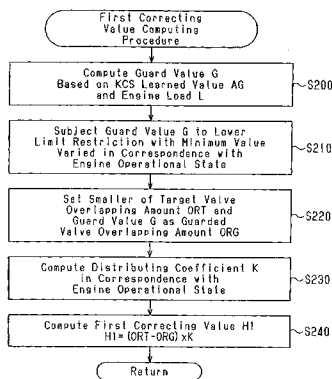 First Correcting
Value Computing
Procedure
Compute Guard Value G
Based on KCS Learned Value AG
and Engine Load L
S200
Subject Guard Value G to Lower
Limit Restriction with Minimum Value
Varied in Correspondence with
Engine Operational State
S210
Set Smaller of Target Valve
Overlapping Amount ORT and
Guard Value G as Guarded
Valve Overlapping Amount ORG
S220
Compute Distributing Coefficient K
in Correspondence with
Engine Operational State
S230
Compute First Correcting Value H1
H1=(ORT-ORG)xK
S240
Return